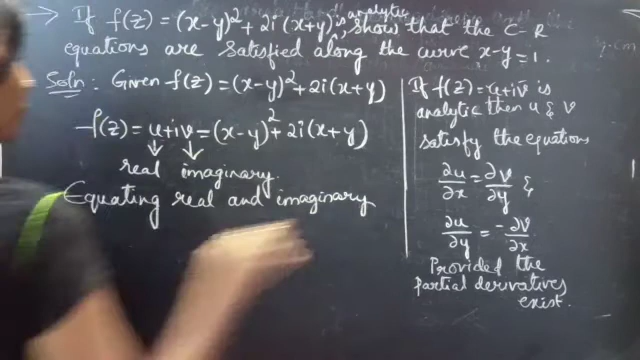 → If f(z) = (x-y)² + 2i(x+y) is analytic, show that the C-R
equations are satisfied along the curve x-y=1.
Soln: Given f(z) = (x-y)² + 2i(x+y)
f(z) = u+iv = (x-y)² + 2i(x+y)
real imaginary.
Equating real and imaginary
If f(z) = u+iv is
analytic then u & v
satisfy the equations
∂u/∂x = ∂v/∂y &
∂u/∂y = -∂v/∂x
Provided the
partial derivatives
exist.